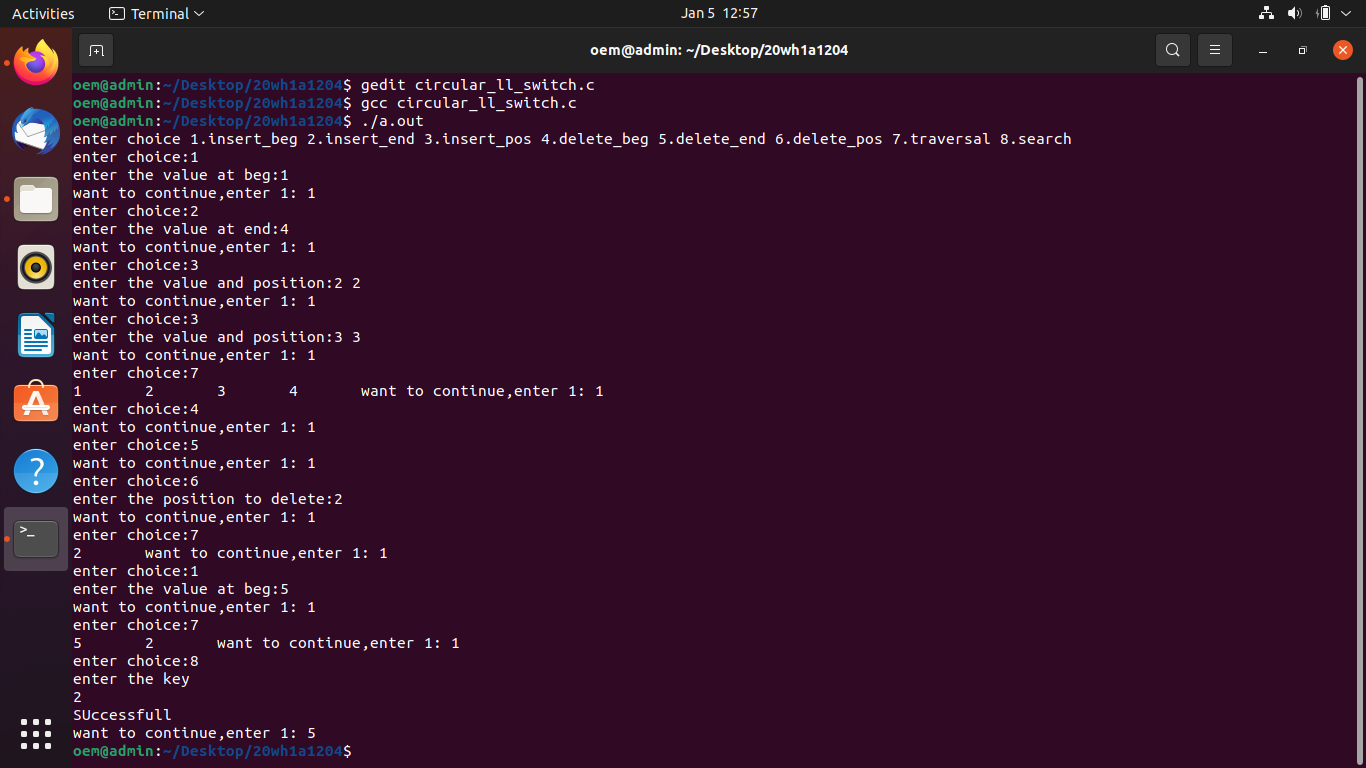 Activities Terminal Jan 5 12:57
oem@admin: ~/Desktop/20wh1a1204
oem@admin:~/Desktop/20wh1a1204$ gedit circular_ll_switch.c
oem@admin:~/Desktop/20wh1a1204$ gcc circular_ll_switch.c
oem@admin:~/Desktop/20wh1a1204$ ./a.out
enter choice 1.insert_beg 2.insert_end 3.insert_pos 4.delete_beg 5.delete_end 6.delete_pos 7.traversal 8.search
enter choice:1
enter the value at beg:1
want to continue,enter 1: 1
enter choice:2
enter the value at end:4
want to continue,enter 1: 1
enter choice:3
enter the value and position:2 2
want to continue,enter 1: 1
enter choice:3
enter the value and position:3 3
want to continue,enter 1: 1
enter choice:7
1       2       3       4       want to continue,enter 1: 1
enter choice:4
want to continue,enter 1: 1
enter choice:5
want to continue,enter 1: 1
enter choice:6
enter the position to delete:2
want to continue,enter 1: 1
enter choice:7
2       want to continue,enter 1: 1
enter choice:1
enter the value at beg:5
want to continue,enter 1: 1
enter choice:7
5       2       want to continue,enter 1: 1
enter choice:8
enter the key
2
SUccessfull
want to continue,enter 1: 5
oem@admin:~/Desktop/20wh1a1204$